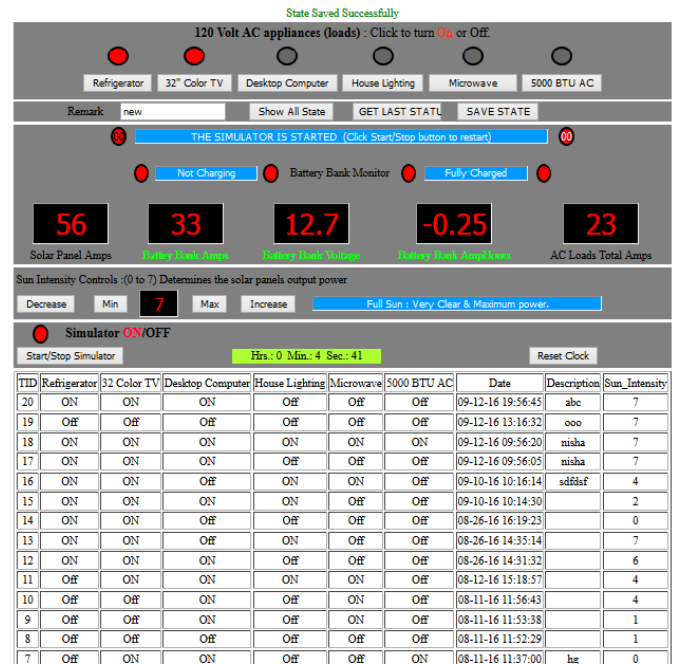 State Saved Successfully
120 Volt AC appliances (loads) : Click to turn On or Off.
Refrigerator 32" Color TV Desktop Computer House Lighting Microwave 5000 BTU AC
Remark new Show All State GET LAST STATU SAVE STATE
00 THE SIMULATOR IS STARTED (Click Start/Stop button to restart) 00
Not Charging Battery Bank Monitor Fully Charged
56 33 12.7 -0.25 23
Solar Panel Amps Battery Bank Amps Battery Bank Voltage Battery Bank AmpHours AC Loads Total Amps
Sun Intensity Controls :(0 to 7) Determines the solar panels output power
Decrease Min 7 Max Increase Full Sun : Very Clear & Maximum power.
Simulator ON/OFF
Start/Stop Simulator Hrs.: 0 Min.: 4 Sec.: 41 Reset Clock
TID Refrigerator 32 Color TV Desktop Computer House Lighting Microwave 5000 BTU AC Date Description Sun_Intensity
20 ON ON ON Off Off Off 09-12-16 19:56:45 abc 7
19 Off Off Off Off Off Off 09-12-16 13:16:32 ooo 7
18 ON ON ON ON ON ON 09-12-16 09:56:20 nisha 7
17 ON ON ON Off Off Off 09-12-16 09:56:05 nisha 7
16 ON ON ON ON ON Off 09-10-16 10:16:14 sdfdsf 4
15 ON ON ON Off ON Off 09-10-16 10:14:30 2
14 Off Off Off Off Off Off 08-26-16 16:19:23 0
13 ON ON Off ON Off Off 08-26-16 14:35:14 7
12 ON ON ON Off Off Off 08-26-16 14:31:32 6
11 Off Off ON ON ON Off 08-12-16 15:18:57 4
10 Off Off ON Off ON Off 08-11-16 11:56:43 4
9 Off Off ON Off ON Off 08-11-16 11:53:38 1
8 Off Off Off Off Off Off 08-11-16 11:52:29 1
7 Off ON ON Off Off ON 08-11-16 11:37:00 hg 0